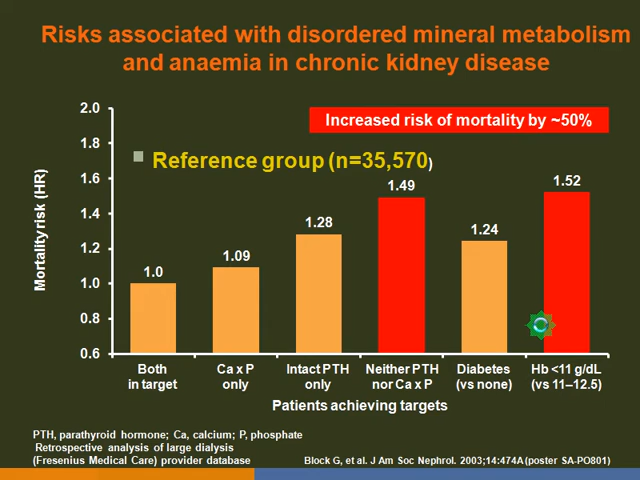 Risks associated with disordered mineral metabolism
and anaemia in chronic kidney disease
2.0
1.8
1.6
1.4
1.2
1.0
0.8
0.6
Mortality risk (HR)
Increased risk of mortality by ~50%
Reference group (n=35,570)
1.0
1.09
1.28
1.49
1.24
1.52
Both
in target
Ca x P
only
Intact PTH
only
Neither PTH
nor Ca x P
Diabetes
(vs none)
Hb <11 g/dL
(vs 11–12.5)
Patients achieving targets
PTH, parathyroid hormone; Ca, calcium; P, phosphate
Retrospective analysis of large dialysis
(Fresenius Medical Care) provider database
Block G, et al. J Am Soc Nephrol. 2003;14:474A (poster SA-PO801)